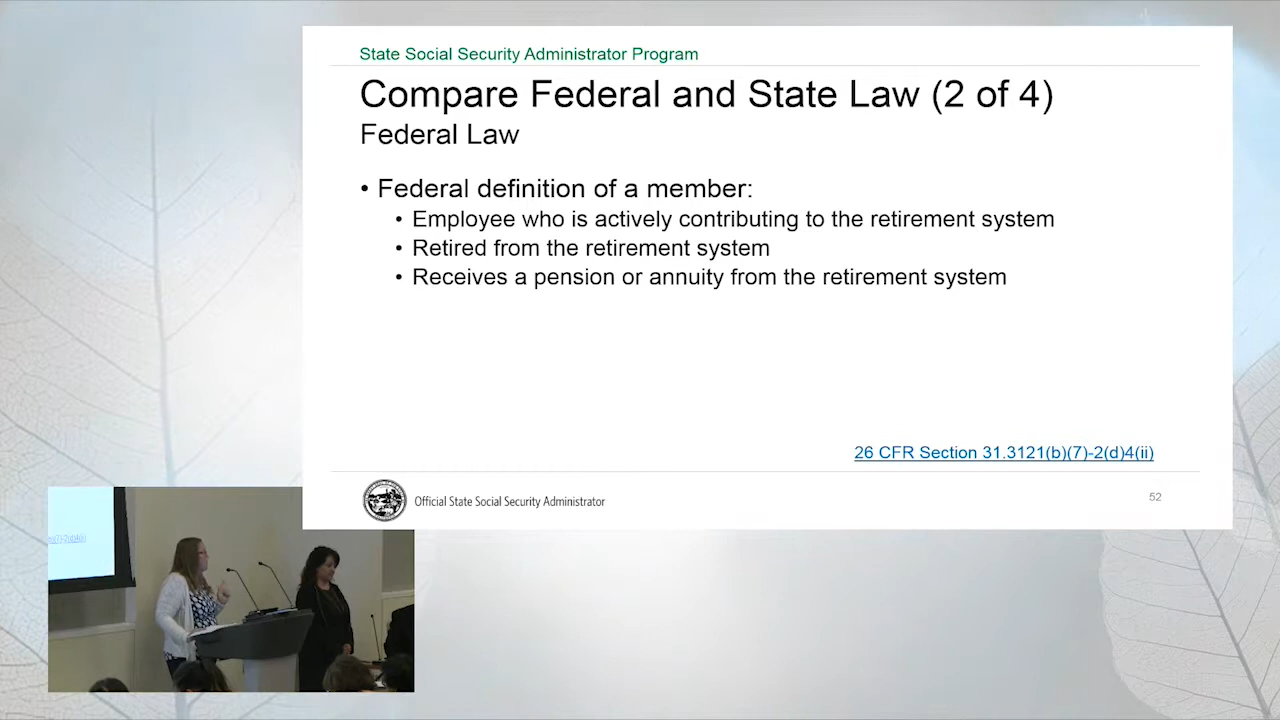 State Social Security Administrator Program
Compare Federal and State Law (2 of 4)
Federal Law
• Federal definition of a member:
• Employee who is actively contributing to the retirement system
• Retired from the retirement system
• Receives a pension or annuity from the retirement system
26 CFR Section 31.3121(b)(7)-2(d)4(ii)
Official State Social Security Administrator
52